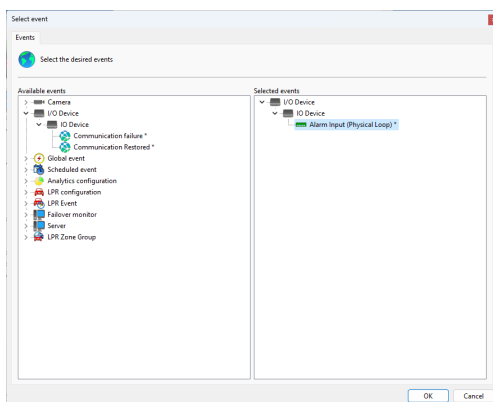 Select event
Events
Select the desired events
Available events
Camera
I/O Device
IO Device
Communication failure *
Communication Restored *
Global event
Scheduled event
Analytics configuration
LPR configuration
LPR Event
Failover monitor
Server
LPR Zone Group
Selected events
I/O Device
IO Device
Alarm Input (Physical Loop) *
OK
Cancel